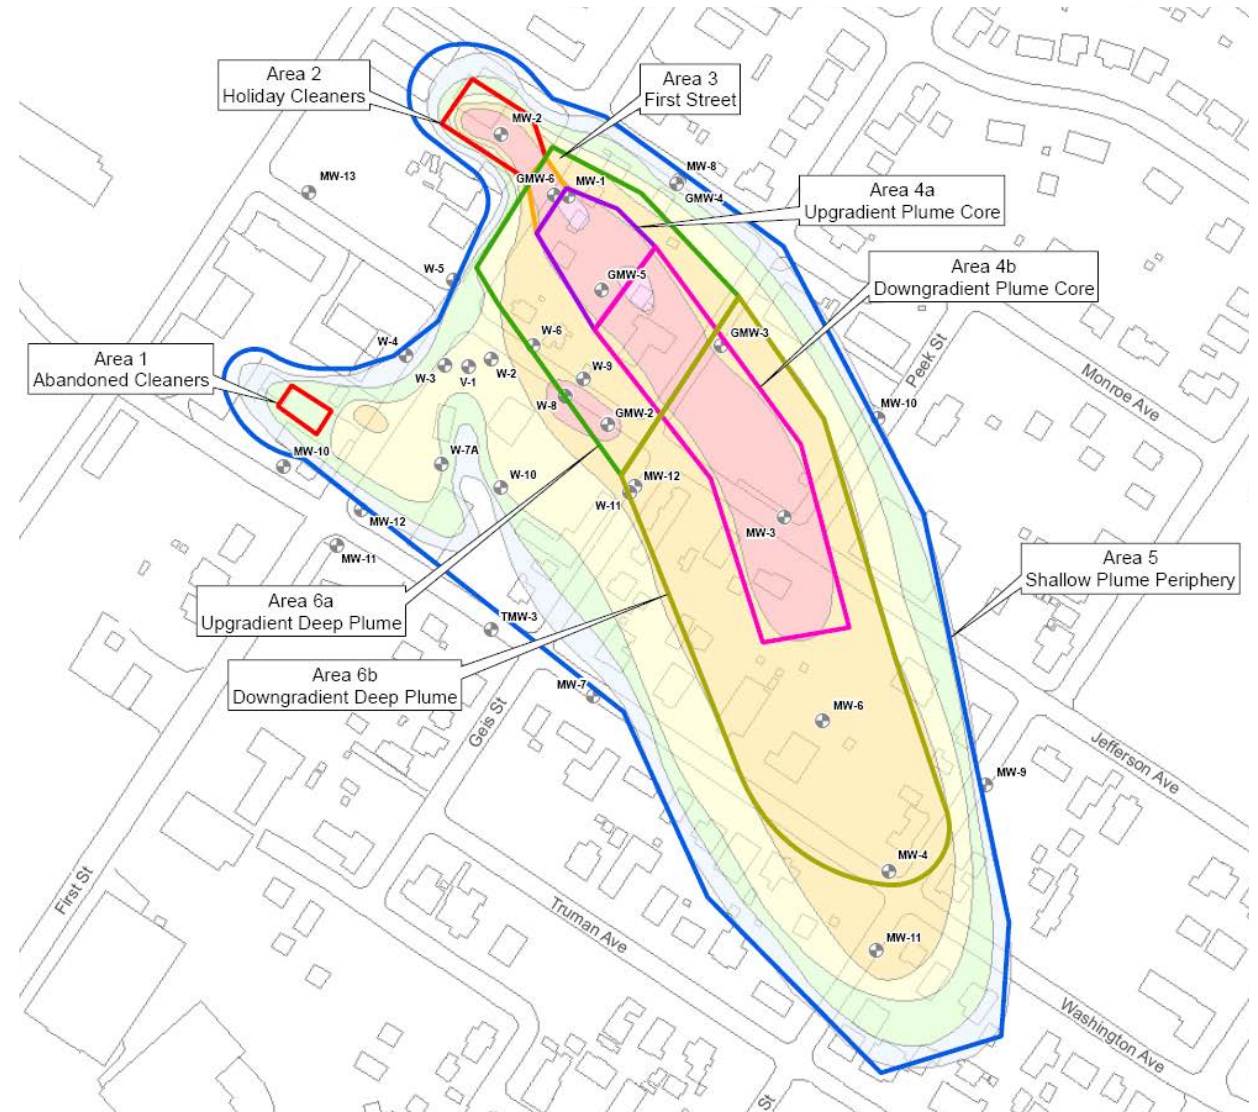 Area 2
Holiday Cleaners
Area 3
First Street
MW-2
MW-8
MW-13
GMW-6
MW-1
GMW-4
Area 4a
Upgradient Plume Core
W-5
GMW-5
Area 4b
Downgradient Plume Core
W-6
GMW-3
Peek St
Monroe Ave
Area 1
Abandoned Cleaners
W-4
W-3
V-1
W-2
W-9
W-8
GMW-2
MW-10
MW-10
W-7A
W-10
MW-12
W-11
MW-12
MW-3
MW-11
Area 5
Shallow Plume Periphery
Area 6a
Upgradient Deep Plume
TMW-3
Area 6b
Downgradient Deep Plume
MW-7
Geis St
MW-6
Jefferson Ave
MW-9
First St
MW-4
Truman Ave
MW-11
Washington Ave
St